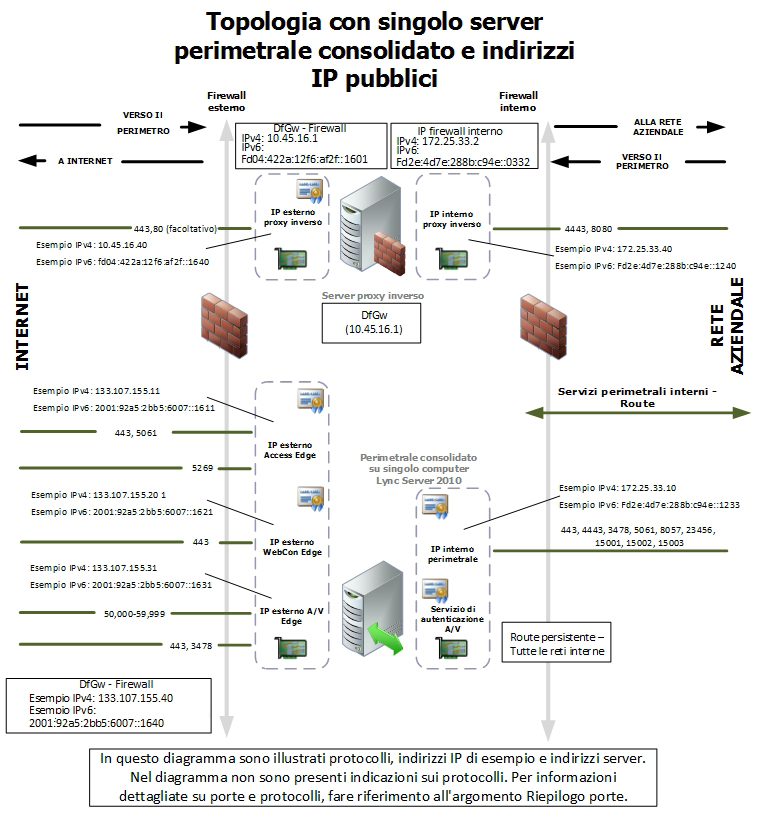 Topologia con singolo server
perimetrale consolidato e indirizzi
IP pubblici
Firewall
esterno
Firewall
interno
VERSO Il
PERIMETRO
A INTERNET
DfGw - Firewall
IPv4: 10.45.16.1
IPv6:
Fd04:422a:12f6:af2f::1601
IP firewall interno
IPv4: 172.25.33.2
IPv6:
Fd2e:4d7e:288b:c94e::0332
ALLA RETE
AZIENDALE
VERSO Il
PERIMETRO
443,80 (facoltativo)
Esempio IPv4: 10.45.16.40
Esempio IPv6: fd04:422a:12f6:af2f::1640
IP esterno
proxy inverso
IP interno
proxy inverso
4443, 8080
Esempio IPv4: 172.25.33.40
Esempio IPv6: Fd2e:4d7e:288b:c94e::1240
Server proxy inverso
DfGw
(10.45.16.1)
INTERNET
RETE
AZIENDALE
Esempio IPv4: 133.107.155.11
Esempio IPv6: 2001:92a5:2bb5:6007::1611
443, 5061
IP esterno
Access Edge
5269
Servizi perimetrali interni -
Route
Perimetrale consolidato
su singolo computer
Lync Server 2010
Esempio IPv4: 133.107.155.20 1
Esempio IPv6: 2001:92a5:2bb5:6007::1621
443
IP esterno
WebCon Edge
Esempio IPv4: 172.25.33.10
Esempio IPv6: Fd2e:4d7e:288b:c94e::1233
443, 4443, 3478, 5061, 8057, 23456,
15001, 15002, 15003
IP interno
perimetrale
Esempio IPv4: 133.107.155.31
Esempio IPv6: 2001:92a5:2bb5:6007::1631
50,000-59,999
IP esterno A/V
Edge
443, 3478
Servizio di
autenticazione
A/V
Route persistente –
Tutte le reti interne
DfGw - Firewall
Esempio IPv4: 133.107.155.40
Esempio IPv6:
2001:92a5:2bb5:6007::1640
In questo diagramma sono illustrati protocolli, indirizzi IP di esempio e indirizzi server.
Nel diagramma non sono presenti indicazioni sui protocolli. Per informazioni
dettagliate su porte e protocolli, fare riferimento all'argomento Riepilogo porte.